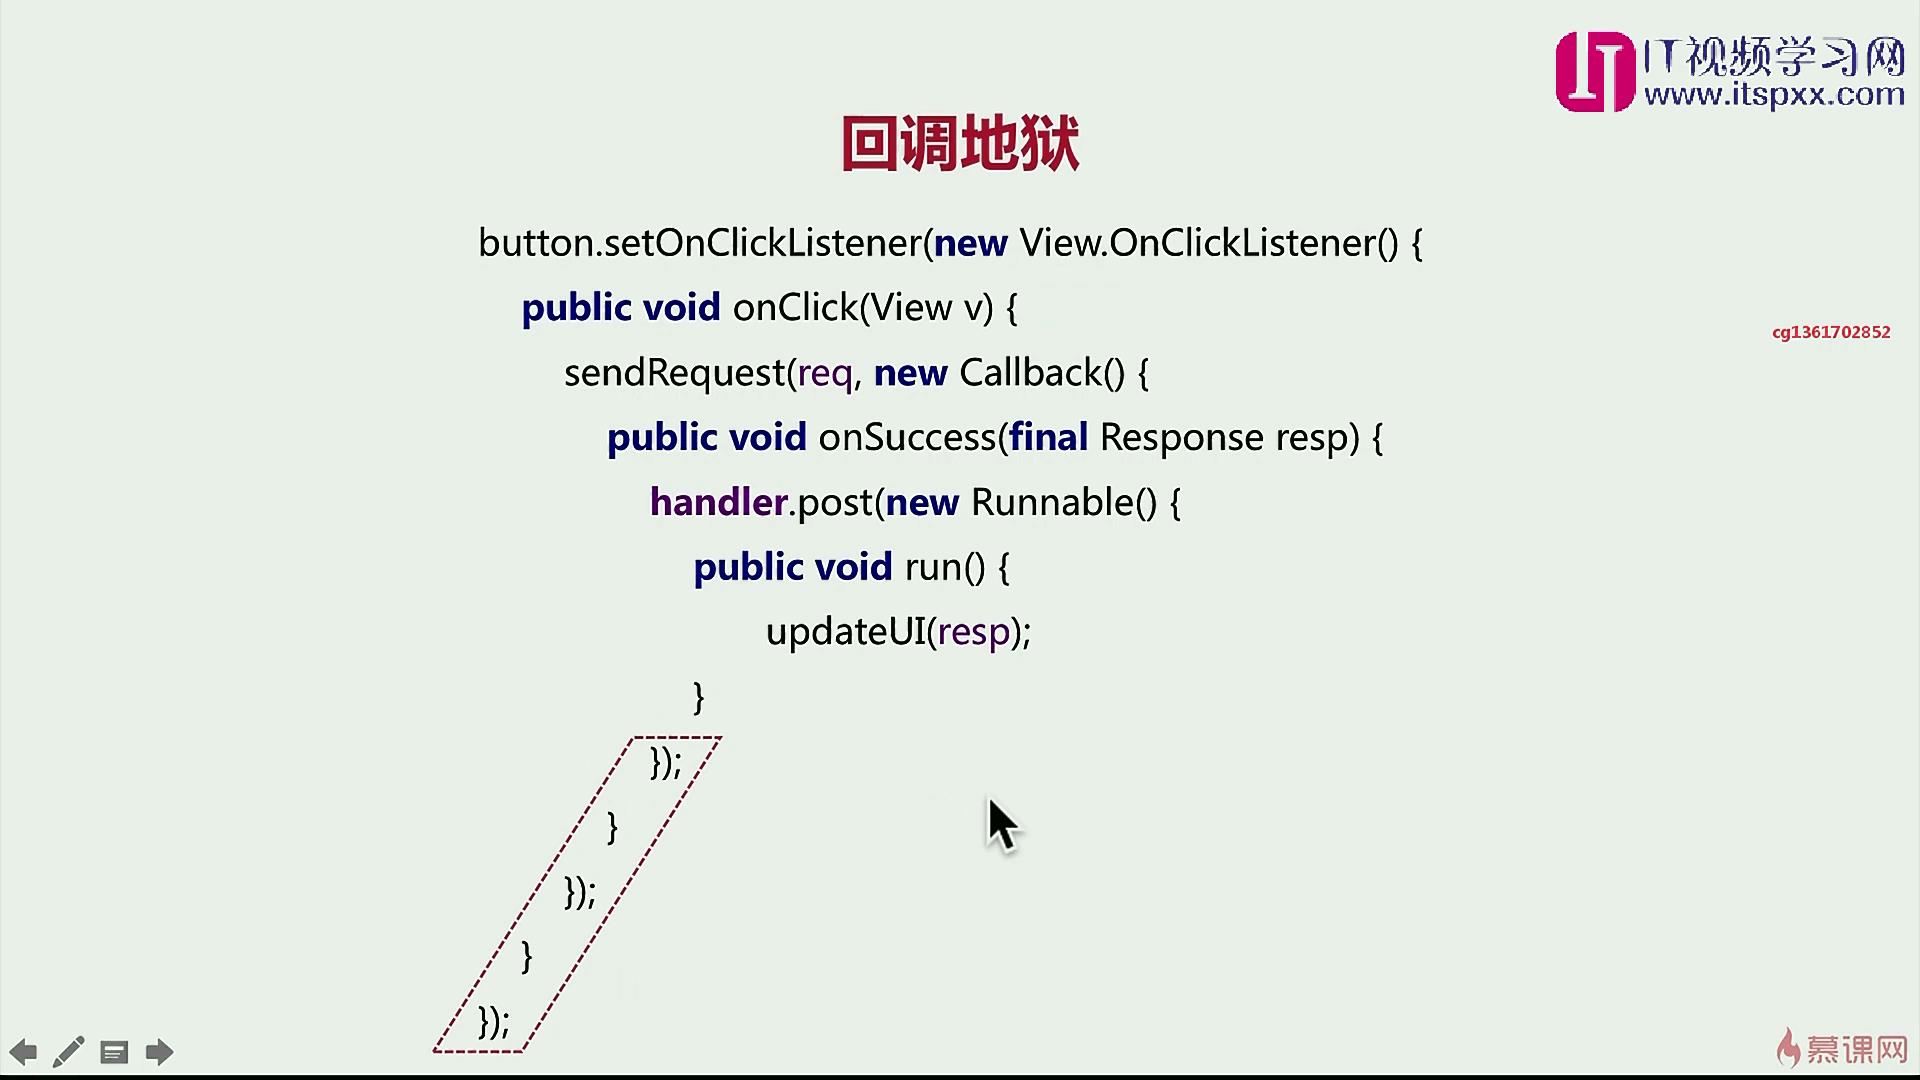 IT视频学习网
www.itspxx.com
回调地狱
button.setOnClickListener(new View.OnClickListener() {
public void onClick(View v) {
cg1361702852
sendRequest(req, new Callback() {
public void onSuccess(final Response resp) {
handler.post(new Runnable() {
public void run() {
updateUI(resp);
}
});
}
});
}
});
慕课网